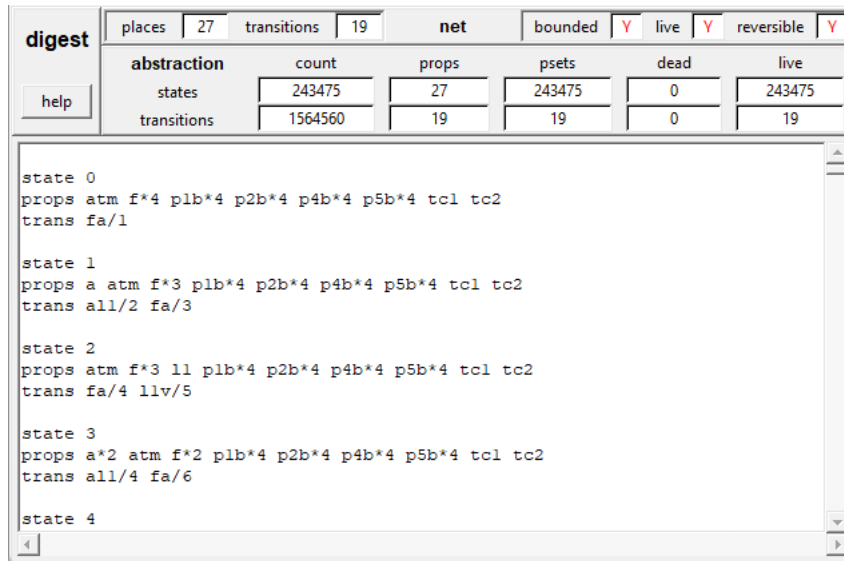 digest places 27 transitions 19 net bounded Y live Y reversible Y
abstraction count props psets dead live
help states 243475 27 243475 0 243475
transitions 1564560 19 19 0 19
state 0
props atm f*4 p1b*4 p2b*4 p4b*4 p5b*4 tc1 tc2
trans fa/1
state 1
props a atm f*3 p1b*4 p2b*4 p4b*4 p5b*4 tc1 tc2
trans al1/2 fa/3
state 2
props atm f*3 l1 p1b*4 p2b*4 p4b*4 p5b*4 tc1 tc2
trans fa/4 l1v/5
state 3
props a*2 atm f*2 p1b*4 p2b*4 p4b*4 p5b*4 tc1 tc2
trans al1/4 fa/6
state 4